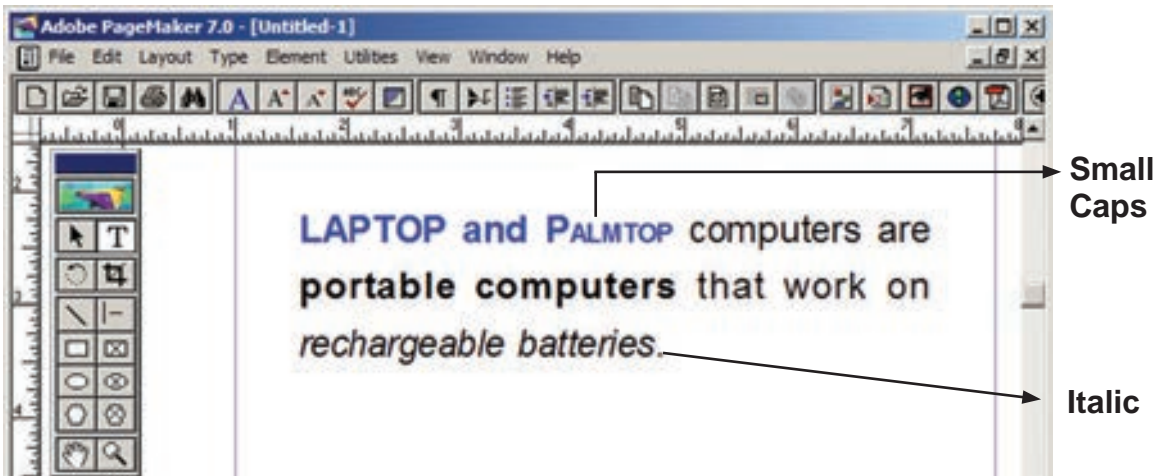 Adobe PageMaker 7.0 - [Untitled-1]
File Edit Layout Type Element Utilities View Window Help
LAPTOP and PALMTOP computers are
portable computers that work on
rechargeable batteries.
Small
Caps
Italic